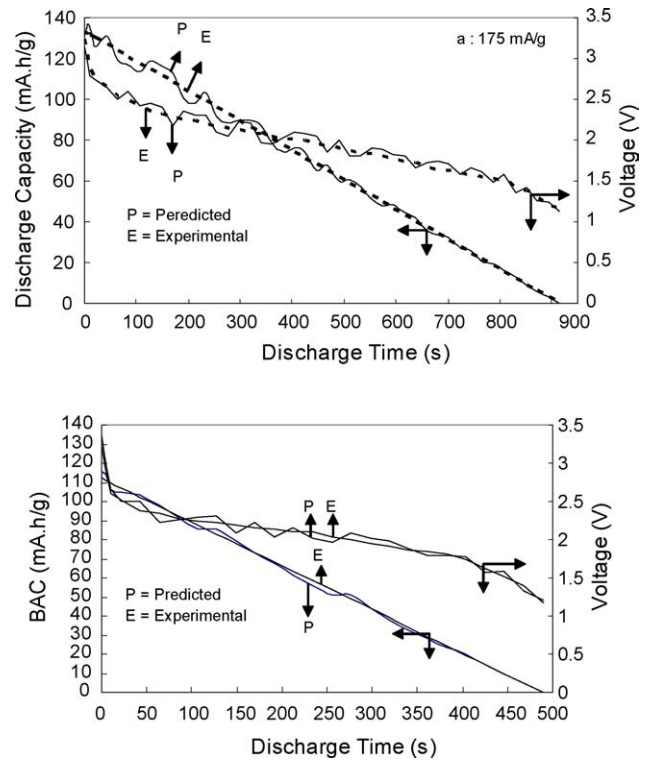 140
120
100
80
60
40
20
0
Discharge Capacity (mA.h/g)
P
E
a : 175 mA/g
E
P
P = Peredicted
E = Experimental
3.5
3
2.5
2
1.5
1
0.5
0
Voltage (V)
0 100 200 300 400 500 600 700 800 900
Discharge Time (s)
140
130
120
110
100
90
80
70
60
50
40
30
20
10
0
BAC (mA.h/g)
P E
E
P
P = Predicted
E = Experimental
3.5
3
2.5
2
1.5
1
0.5
0
Voltage (V)
0 50 100 150 200 250 300 350 400 450 500
Discharge Time (s)